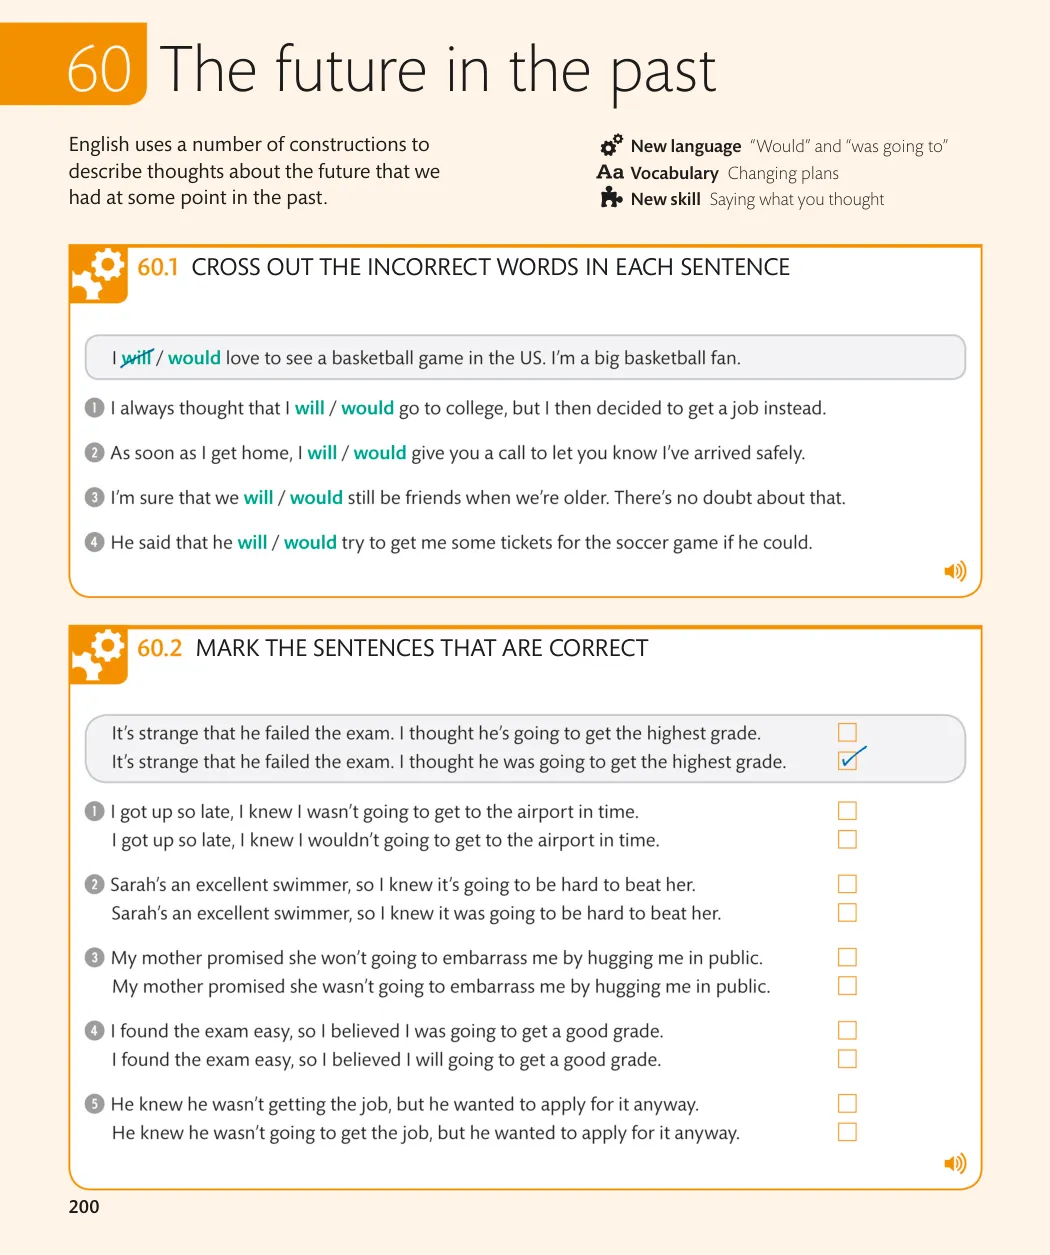 60 The future in the past
English uses a number of constructions to
describe thoughts about the future that we
had at some point in the past.
New language “Would” and “was going to”
Aa Vocabulary Changing plans
New skill Saying what you thought
60.1 CROSS OUT THE INCORRECT WORDS IN EACH SENTENCE
I will / would love to see a basketball game in the US. I’m a big basketball fan.
1 I always thought that I will / would go to college, but I then decided to get a job instead.
2 As soon as I get home, I will / would give you a call to let you know I’ve arrived safely.
3 I’m sure that we will / would still be friends when we’re older. There’s no doubt about that.
4 He said that he will / would try to get me some tickets for the soccer game if he could.
60.2 MARK THE SENTENCES THAT ARE CORRECT
It’s strange that he failed the exam. I thought he’s going to get the highest grade.
It’s strange that he failed the exam. I thought he was going to get the highest grade.
1 I got up so late, I knew I wasn’t going to get to the airport in time.
I got up so late, I knew I wouldn’t going to get to the airport in time.
2 Sarah’s an excellent swimmer, so I knew it’s going to be hard to beat her.
Sarah’s an excellent swimmer, so I knew it was going to be hard to beat her.
3 My mother promised she won’t going to embarrass me by hugging me in public.
My mother promised she wasn’t going to embarrass me by hugging me in public.
4 I found the exam easy, so I believed I was going to get a good grade.
I found the exam easy, so I believed I will going to get a good grade.
5 He knew he wasn’t getting the job, but he wanted to apply for it anyway.
He knew he wasn’t going to get the job, but he wanted to apply for it anyway.
200